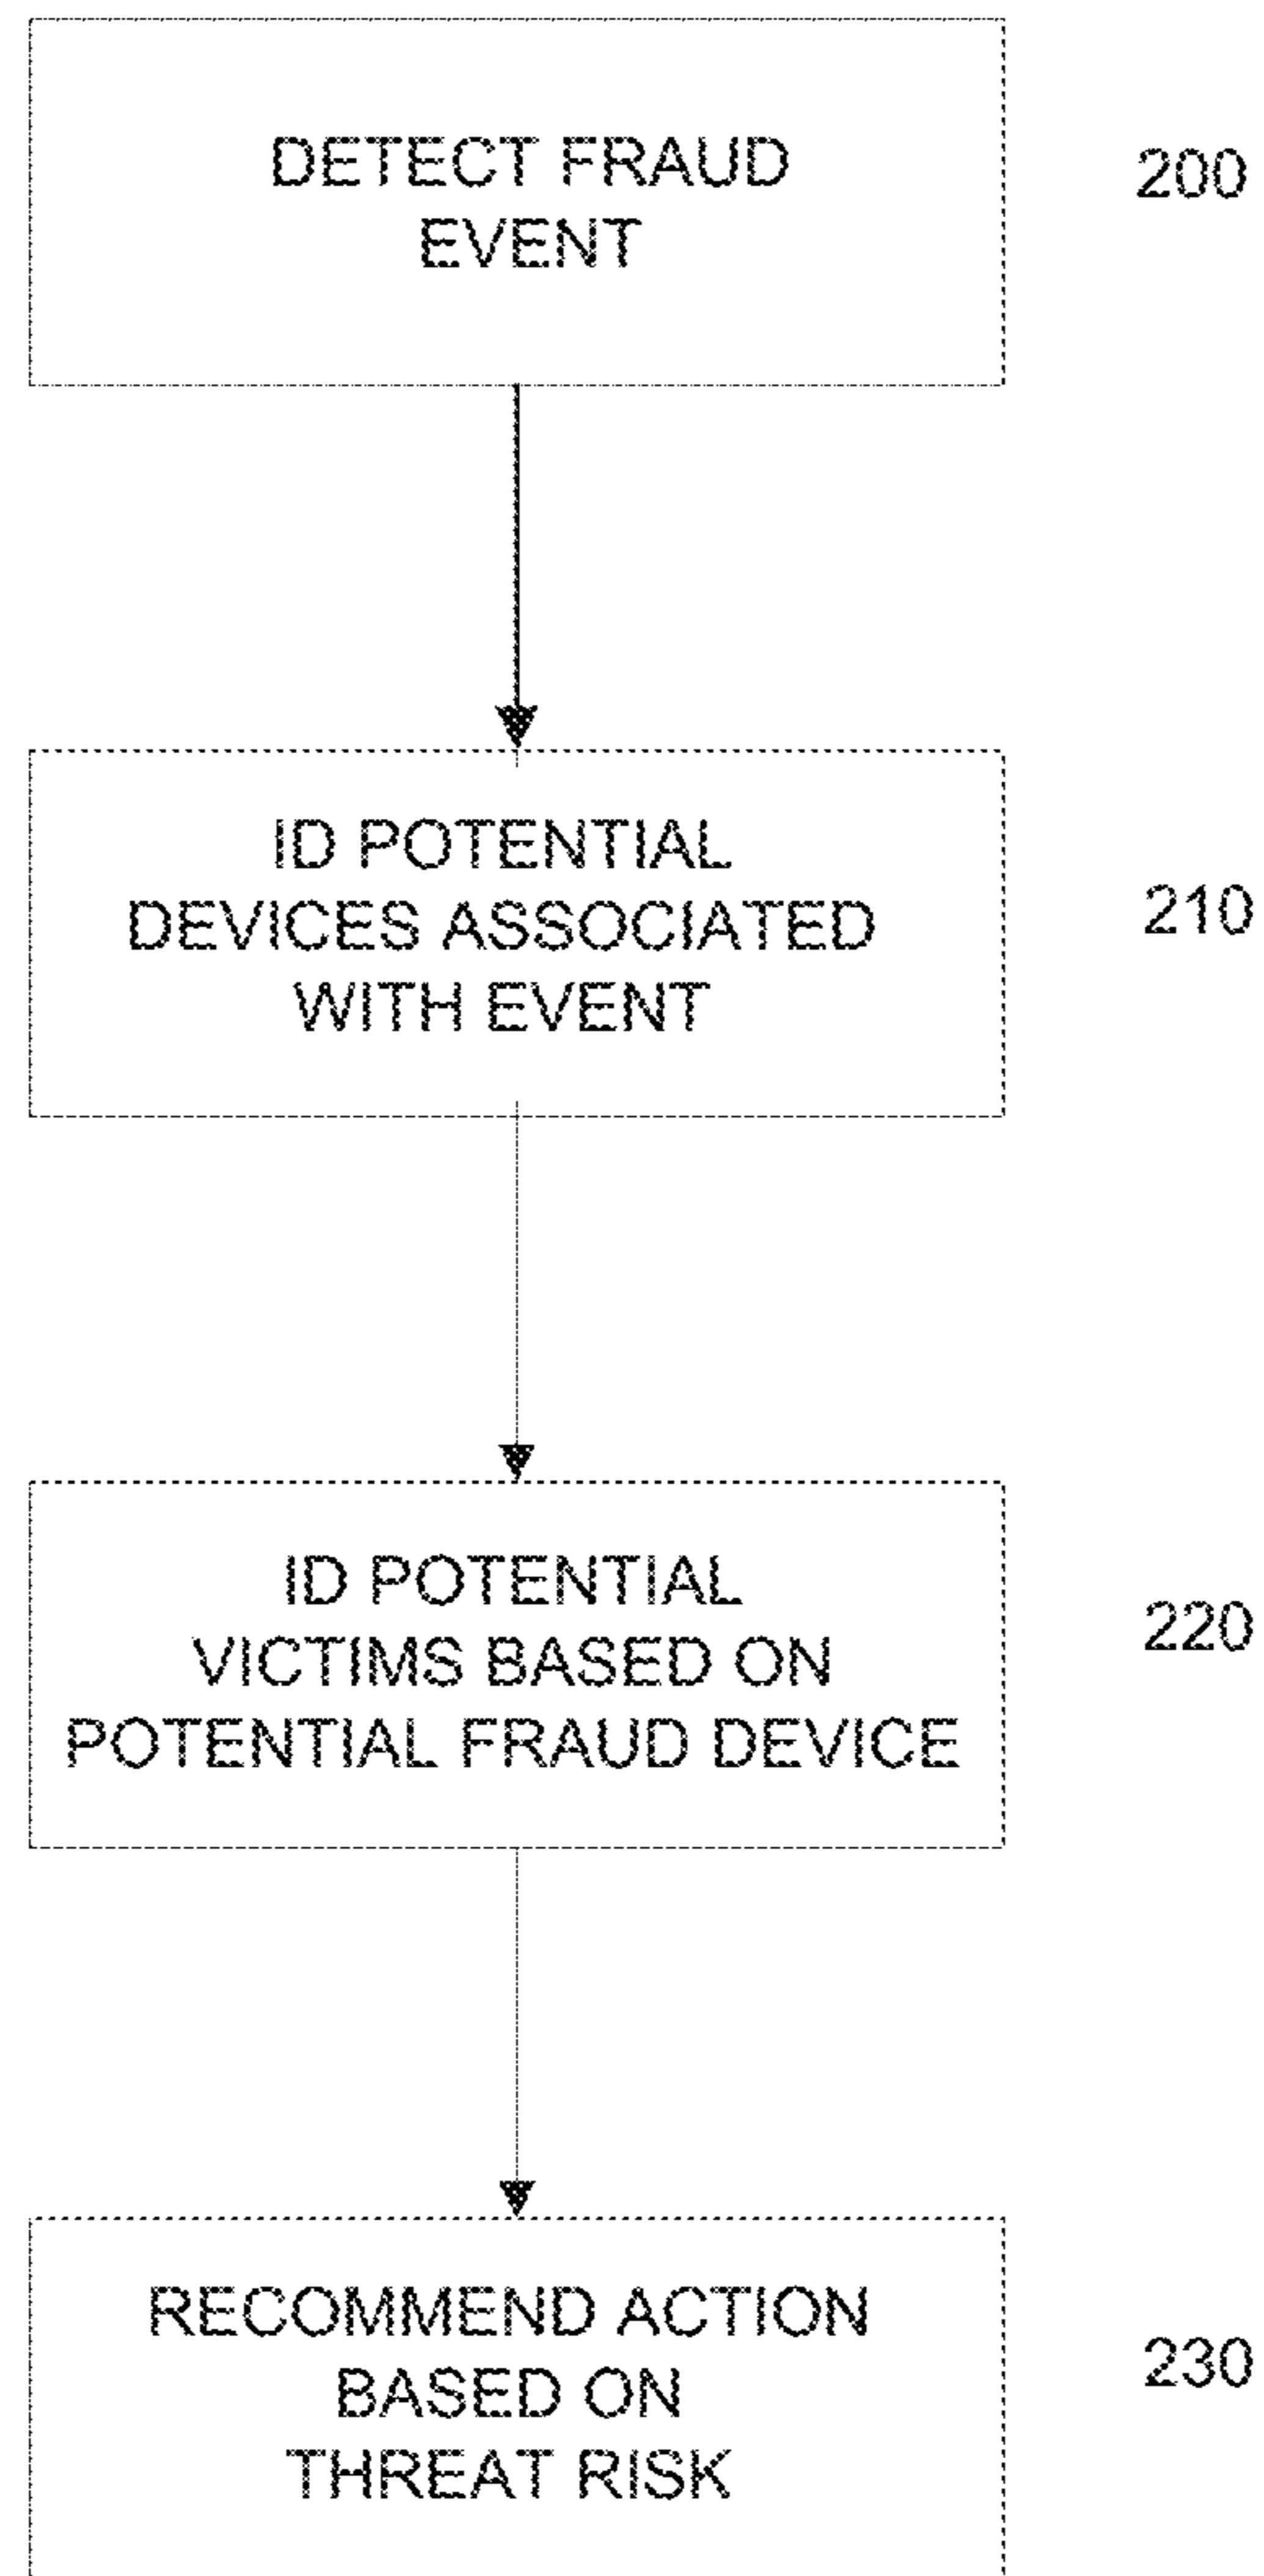 DETECT FRAUD
EVENT
200
ID POTENTIAL
DEVICES ASSOCIATED
WITH EVENT
210
ID POTENTIAL
VICTIMS BASED ON
POTENTIAL FRAUD DEVICE
220
RECOMMEND ACTION
BASED ON
THREAT RISK
230